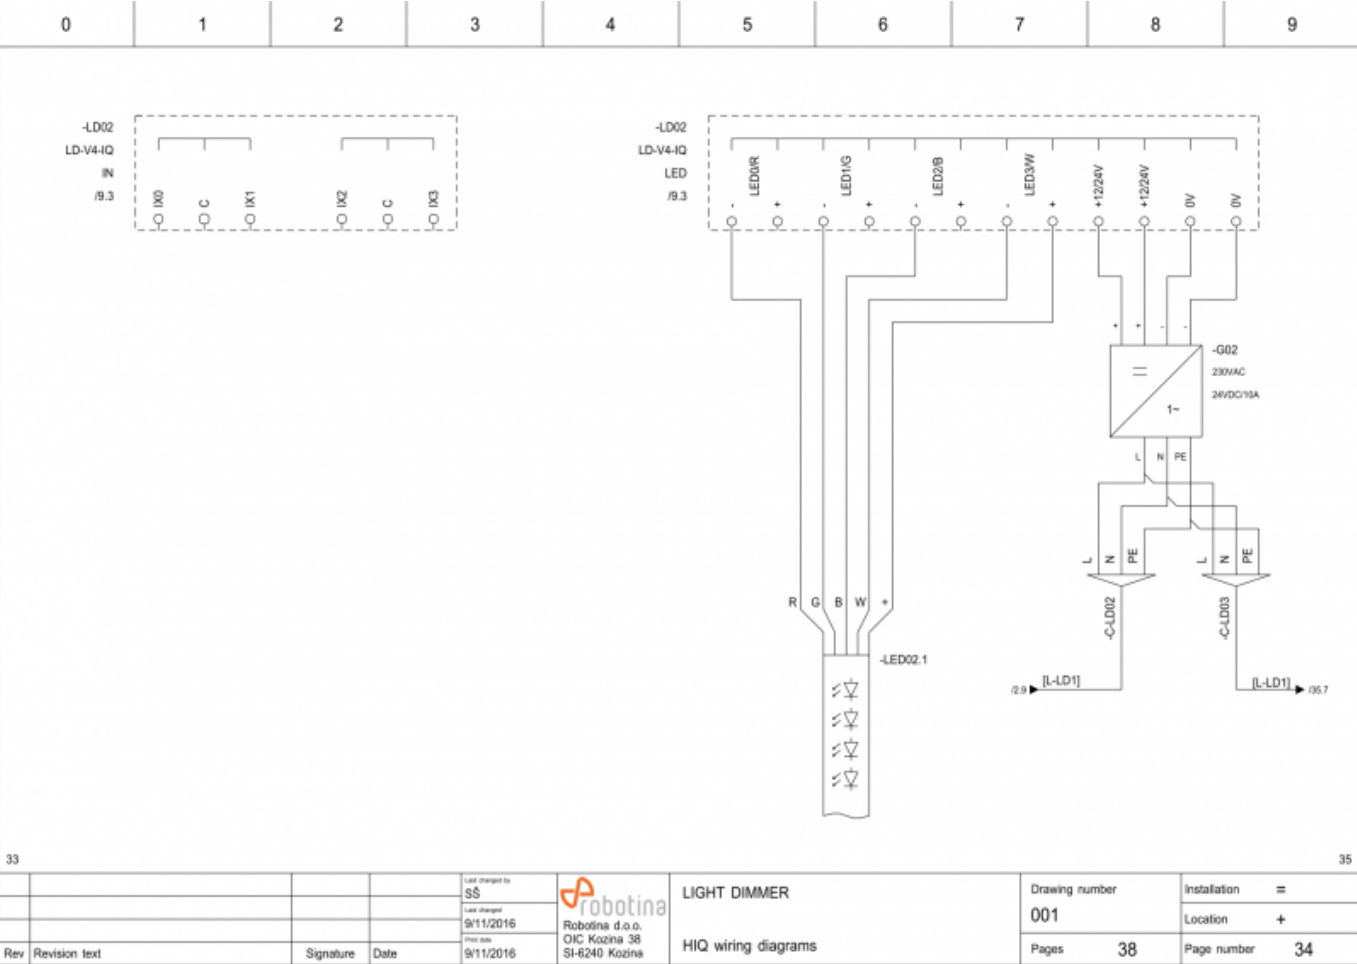 0 1 2 3 4 5 6 7 8 9
-LD02
LD-V4-IQ
IN
/9.3
IX0 C IX1 IX2 C IX3
-LD02
LD-V4-IQ
LED
/9.3
LED0/R LED1/G LED2/B LED3/W
- + - + - + - + +12/24V +12/24V 0V 0V
+ + - -
-G02
230VAC
24VDC/10A
1~
L N PE
L N PE L N PE
-C-LD02 -C-LD03
R G B W +
-LED02.1
/2.9 [L-LD1]
[L-LD1] /35.7
33 35
Last changed by
SŠ
Last changed
9/11/2016
Print date
9/11/2016
Rev Revision text Signature Date
robotina
Robotina d.o.o.
OIC Kozina 38
SI-6240 Kozina
LIGHT DIMMER
HIQ wiring diagrams
Drawing number
001
Pages 38
Installation =
Location +
Page number 34